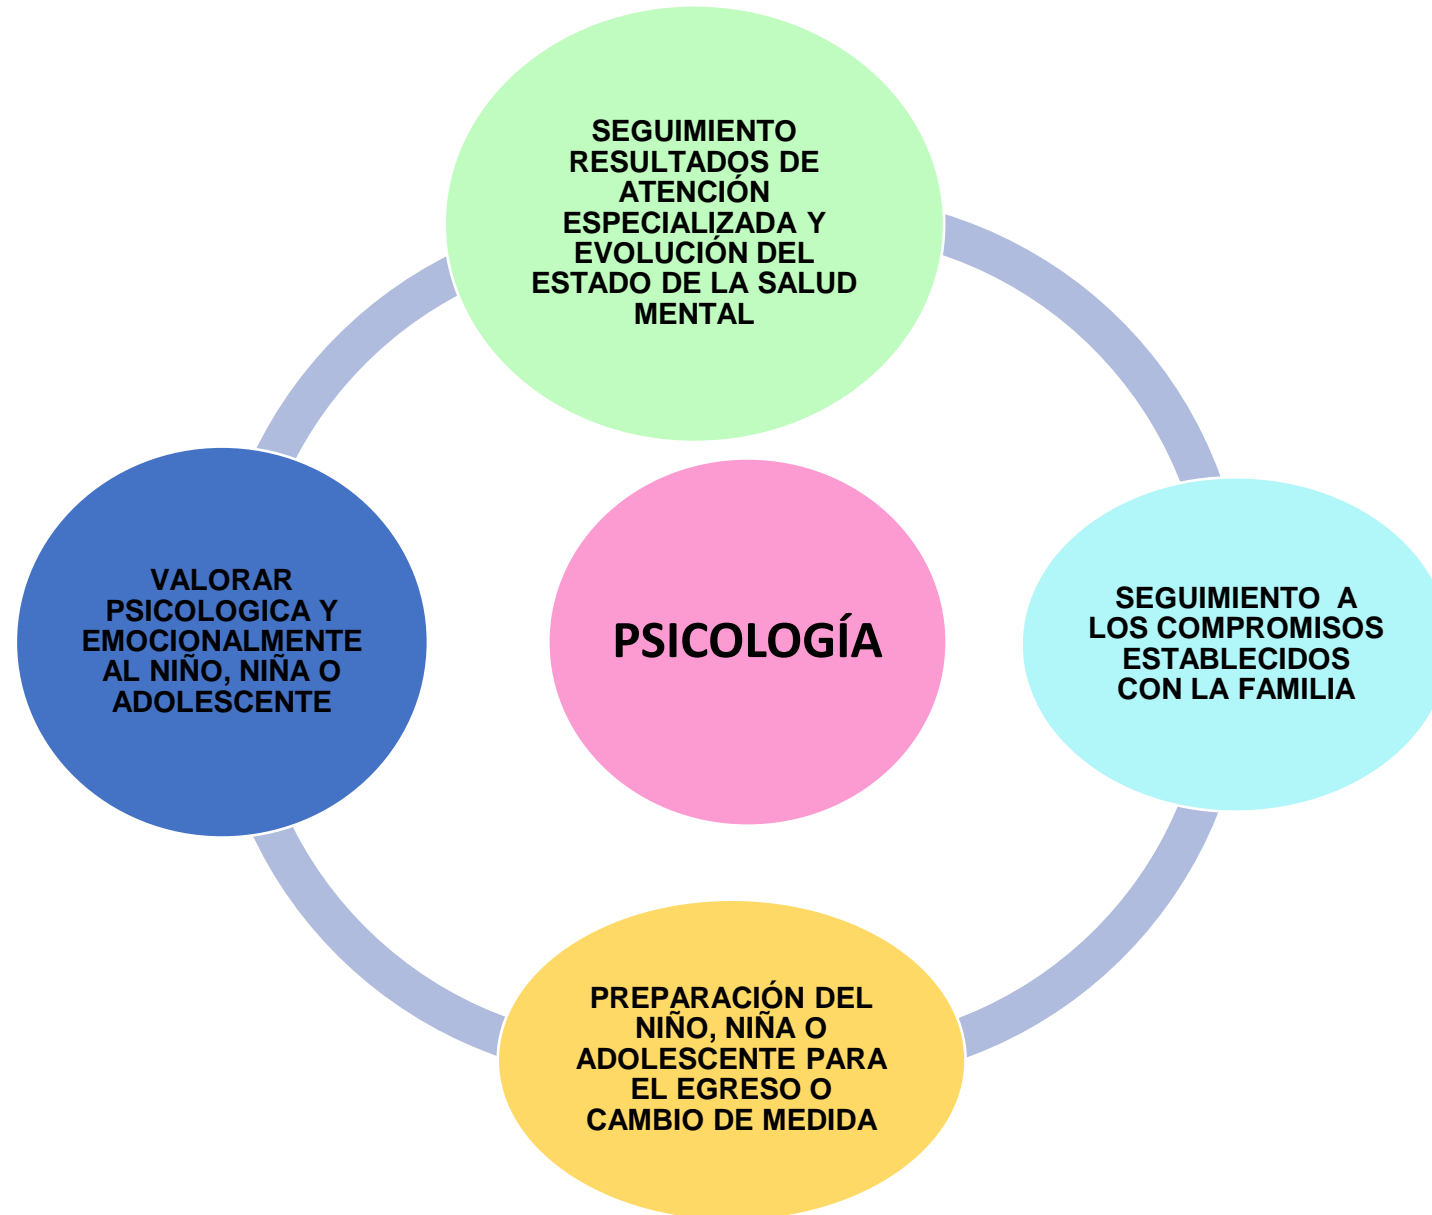 SEGUIMIENTO
RESULTADOS DE
ATENCIÓN
ESPECIALIZADA Y
EVOLUCIÓN DEL
ESTADO DE LA SALUD
MENTAL
VALORAR
PSICOLOGICA Y
EMOCIONALMENTE
AL NIÑO, NIÑA O
ADOLESCENTE
PSICOLOGÍA
SEGUIMIENTO A
LOS COMPROMISOS
ESTABLECIDOS
CON LA FAMILIA
PREPARACIÓN DEL
NIÑO, NIÑA O
ADOLESCENTE PARA
EL EGRESO O
CAMBIO DE MEDIDA